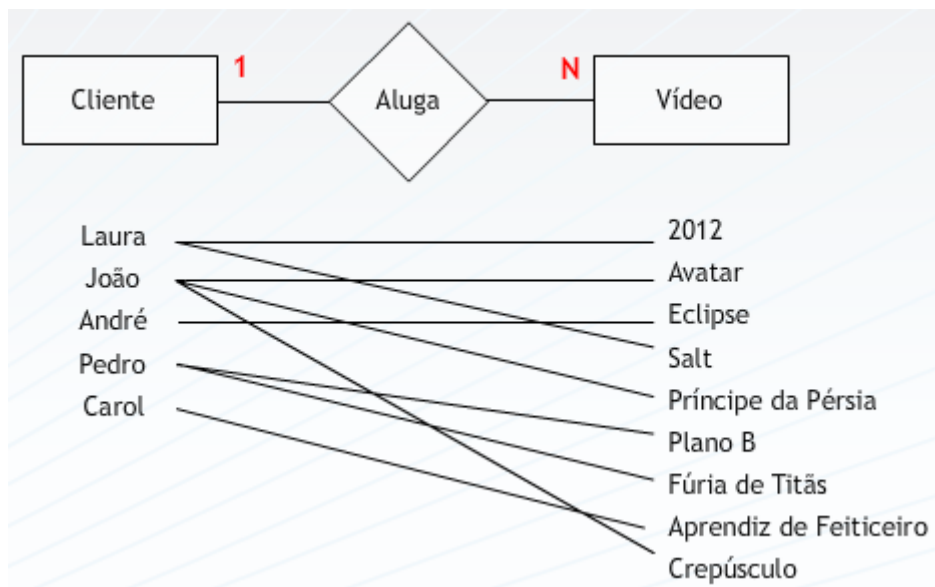 1
N
Cliente
Aluga
Vídeo
Laura
2012
João
Avatar
André
Eclipse
Pedro
Salt
Carol
Príncipe da Pérsia
Plano B
Fúria de Titãs
Aprendiz de Feiticeiro
Crepúsculo